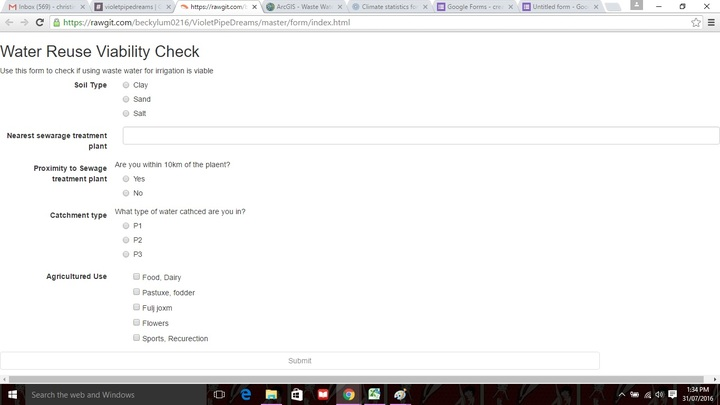 Inbox (569) - christi
violetpipedreams | G
https://rawgit.com/b
ArcGIS - Waste Wat
Climate statistics fo
Google Forms - cre
Untitled form - Goo
https://rawgit.com/beckylum0216/VioletPipeDreams/master/form/index.html
Water Reuse Viability Check
Use this form to check if using waste water for irrigation is viable
Soil Type
Clay
Sand
Salt
Nearest sewarage treatment
plant
Proximity to Sewage
treatment plant
Are you within 10km of the plaent?
Yes
No
Catchment type
What type of water cathced are you in?
P1
P2
P3
Agricultured Use
Food, Dairy
Pastuxe, fodder
Fulj joxm
Flowers
Sports, Recurection
Submit
Search the web and Windows
1:34 PM
31/07/2016